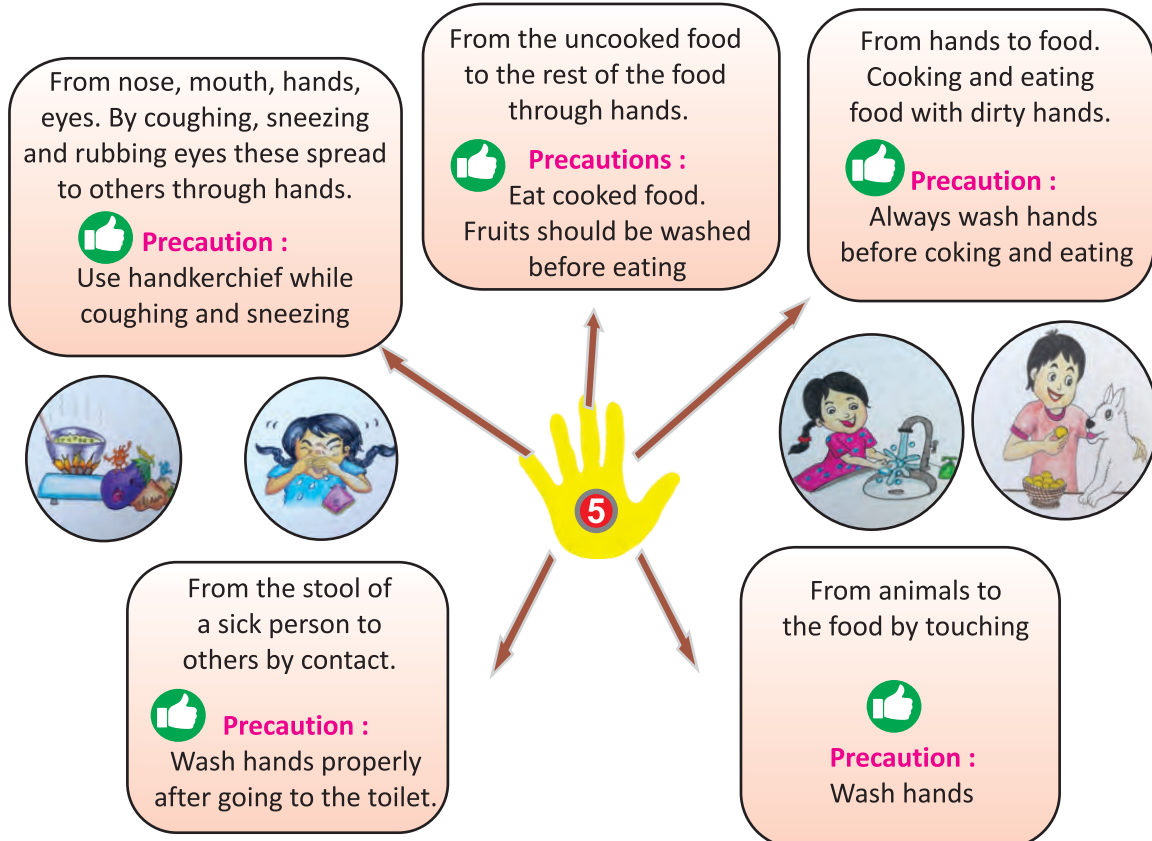 From nose, mouth, hands,
eyes. By coughing, sneezing
and rubbing eyes these spread
to others through hands.
Precaution :
Use handkerchief while
coughing and sneezing
From the uncooked food
to the rest of the food
through hands.
Precautions :
Eat cooked food.
Fruits should be washed
before eating
From hands to food.
Cooking and eating
food with dirty hands.
Precaution :
Always wash hands
before coking and eating
5
From the stool of
a sick person to
others by contact.
Precaution :
Wash hands properly
after going to the toilet.
From animals to
the food by touching
Precaution :
Wash hands